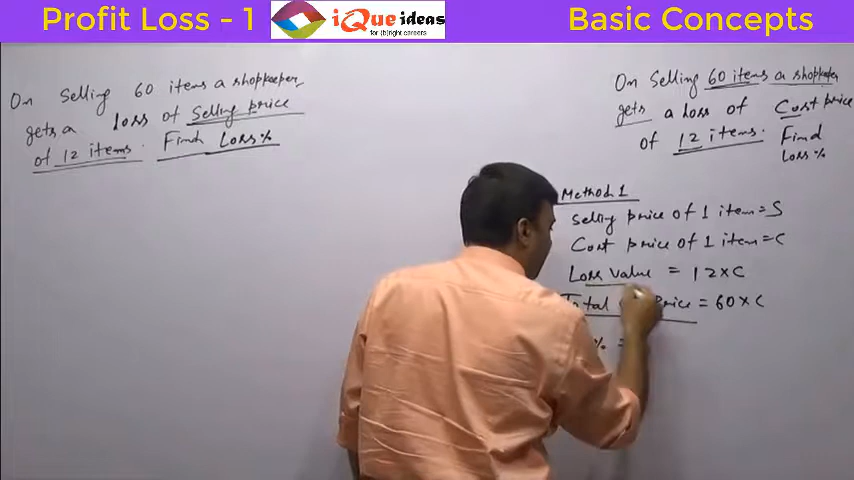 Profit Loss - 1
iQue ideas
for (b)right careers
Basic Concepts
On Selling 60 items a shopkeeper
gets a loss of Selling price
of 12 items. Find Loss%
On Selling 60 items a shopkeeper
gets a loss of Cost price
of 12 items. Find
Loss%
Method 1
Selling price of 1 item = S
Cost price of 1 item = C
Loss value = 12×C
Total Price = 60×C
% =